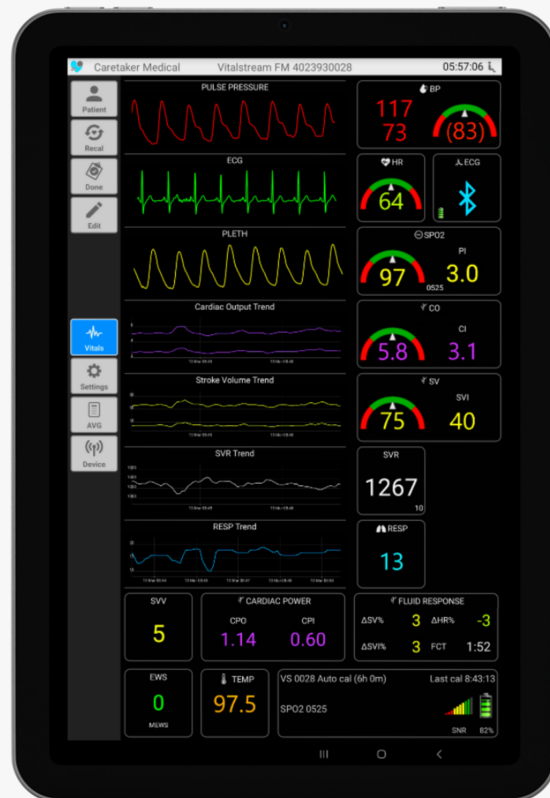 Caretaker Medical Vitalstream FM 4023930028 05:57:06
Patient
Recal
Done
Edit
Vitals
Settings
AVG
Device
PULSE PRESSURE
ECG
PLETH
Cardiac Output Trend
Stroke Volume Trend
SVR Trend
RESP Trend
BP
117
73
(83)
HR
64
ECG
SPO2
97
0525
PI
3.0
CO
5.8
CI
3.1
SV
75
SVI
40
SVR
1267
10
RESP
13
SVV
5
CARDIAC POWER
CPO CPI
1.14 0.60
FLUID RESPONSE
ΔSV% 3 ΔHR% -3
ΔSVI% 3 FCT 1:52
EWS
0
MEWS
TEMP
97.5
VS 0028 Auto cal (6h 0m) Last cal 8:43:13
SPO2 0525
SNR 82%